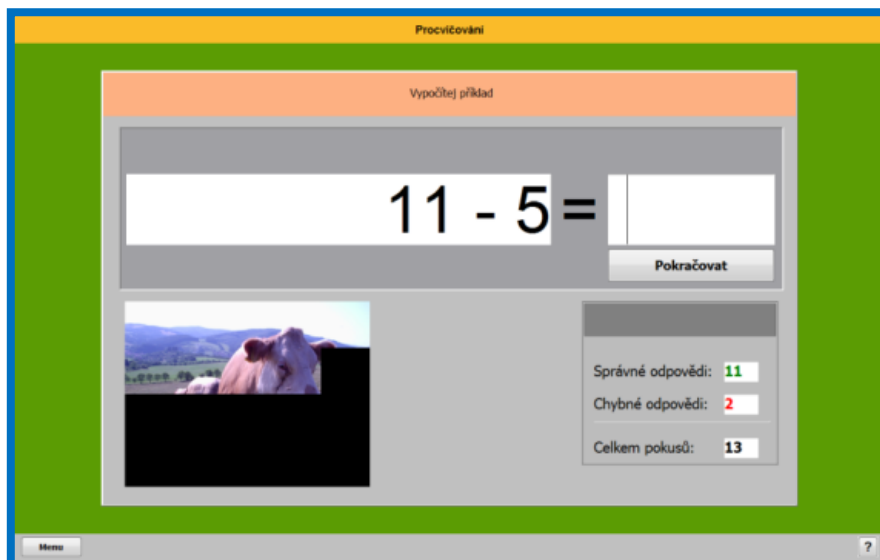 Procvičování
Vypočítej příklad
11 - 5 =
Pokračovat
Správné odpovědi: 11
Chybné odpovědi: 2
Celkem pokusů: 13
Menu
?